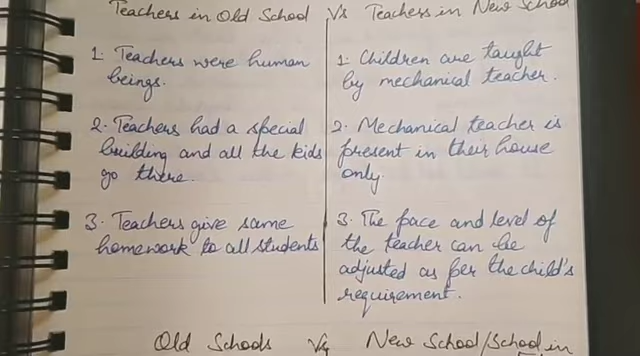 Teachers in Old School Vs Teachers in New School
1. Teachers were human
beings.
2. Teachers had a special
building and all the kids
go there.
3. Teachers give same
homework to all students
1. Children are taught
by mechanical teacher.
2. Mechanical teacher is
present in their house
only.
3. The pace and level of
the teacher can be
adjusted as per the child's
requirement.
Old Schools Vs New School/School in